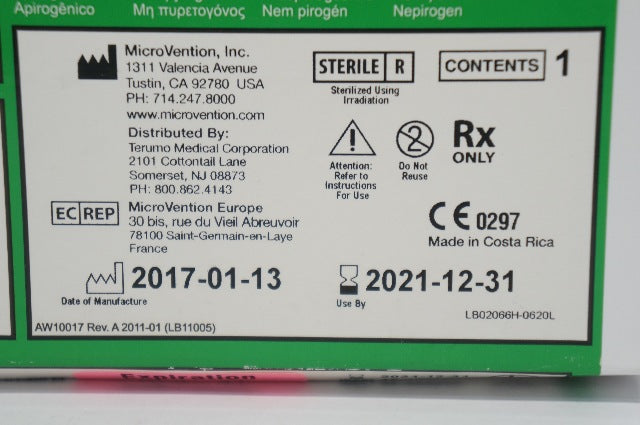 Apirogênico Μη πυρετογόνος Nem pirogén Nepirogen
MicroVention, Inc.
1311 Valencia Avenue
Tustin, CA 92780 USA
PH: 714.247.8000
www.microvention.com
Distributed By:
Terumo Medical Corporation
2101 Cottontail Lane
Somerset, NJ 08873
PH: 800.862.4143
EC REP
MicroVention Europe
30 bis, rue du Vieil Abreuvoir
78100 Saint-Germain-en-Laye
France
2017-01-13
Date of Manufacture
AW10017 Rev. A 2011-01 (LB11005)
STERILE R
Sterilized Using
Irradiation
CONTENTS 1
Attention:
Refer to
Instructions
For Use
2
Do Not
Reuse
Rx
ONLY
CE 0297
Made in Costa Rica
2021-12-31
Use By
LB02066H-0620L
Expiration